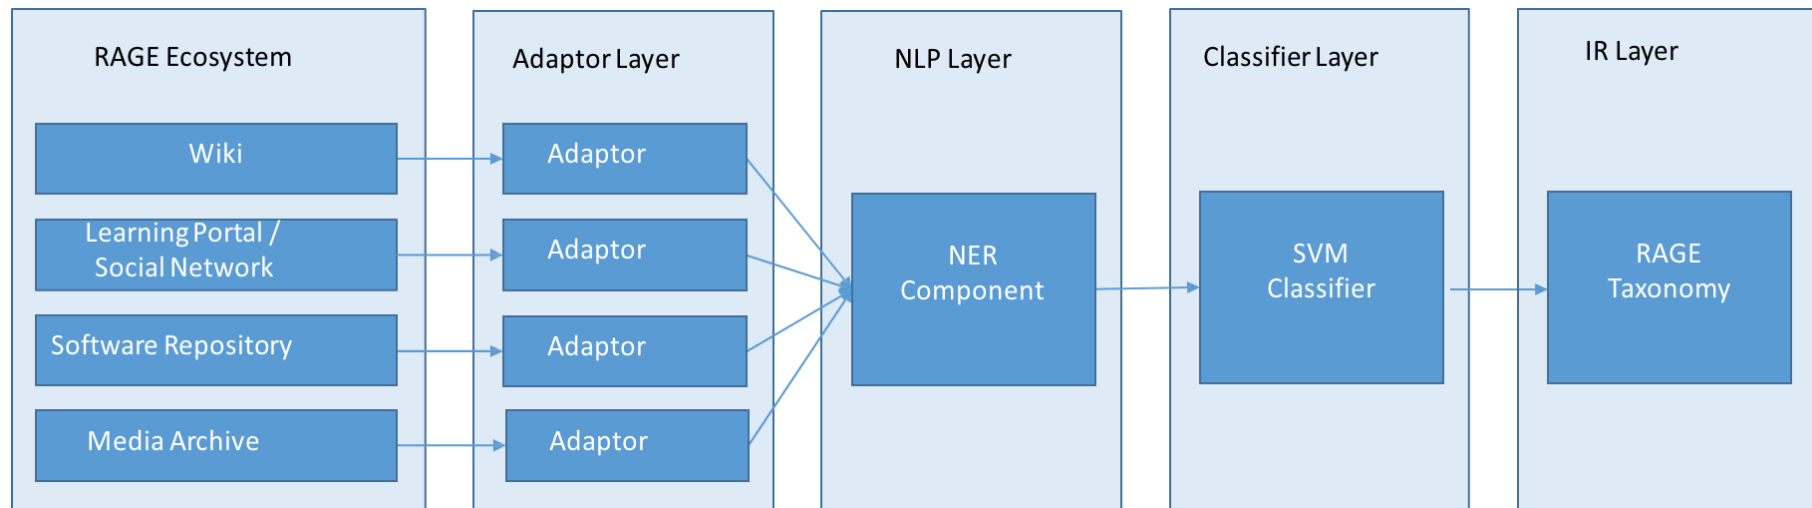 RAGE Ecosystem
Wiki
Learning Portal /
Social Network
Software Repository
Media Archive
Adaptor Layer
Adaptor
Adaptor
Adaptor
Adaptor
NLP Layer
NER
Component
Classifier Layer
SVM
Classifier
IR Layer
RAGE
Taxonomy